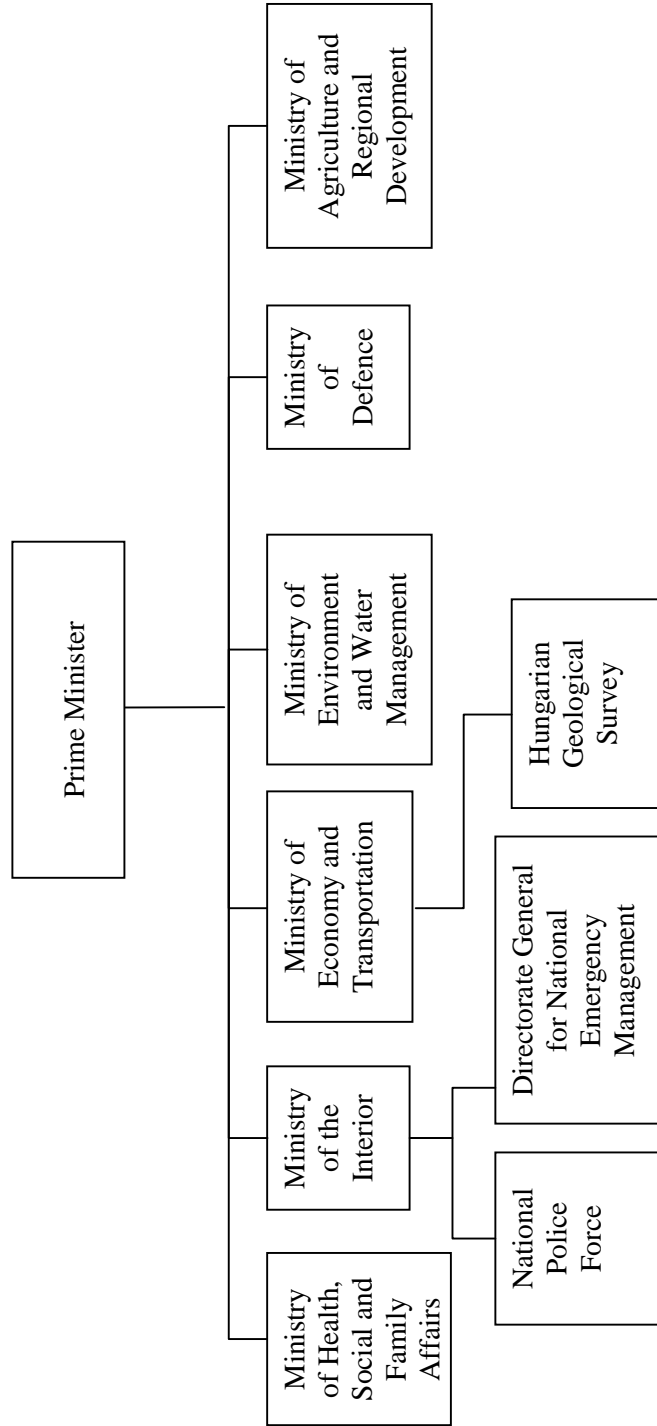 Prime Minister
Ministry
of Health,
Social and
Family
Affairs
Ministry
of the
Interior
Ministry of
Economy and
Transportation
Ministry of
Environment
and Water
Management
Ministry
of
Defence
Ministry of
Agriculture and
Regional
Development
National
Police
Force
Directorate General
for National
Emergency
Management
Hungarian
Geological
Survey